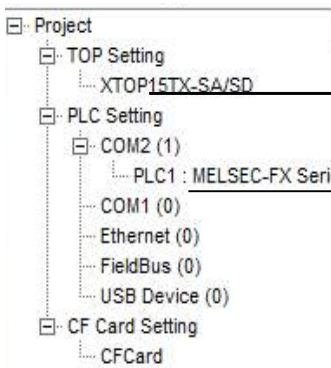 Project
TOP Setting
XTOP15TX-SA/SD
PLC Setting
COM2 (1)
PLC1 : MELSEC-FX Seri
COM1 (0)
Ethernet (0)
FieldBus (0)
USB Device (0)
CF Card Setting
CFCard